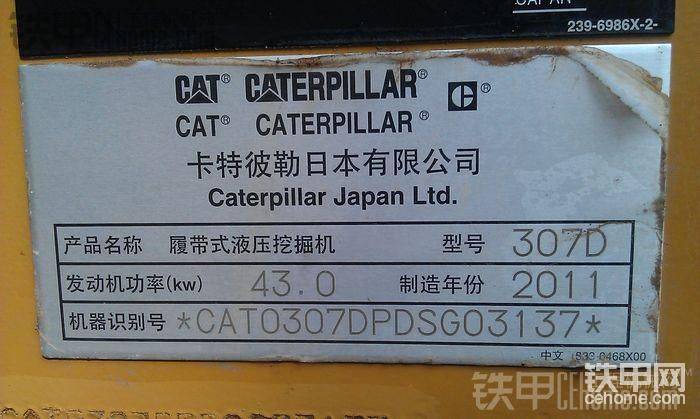 JAPAN
239-6986X-2-
CAT® CATERPILLAR® C®
CAT® CATERPILLAR®
卡特彼勒日本有限公司
Caterpillar Japan Ltd.
产品名称 履带式液压挖掘机 型号 307D
发动机功率(kw) 43.0 制造年份 2011
机器识别号 *CAT0307DPDSG03137*
中文 S33-0468X00
铁甲网
cehome.com